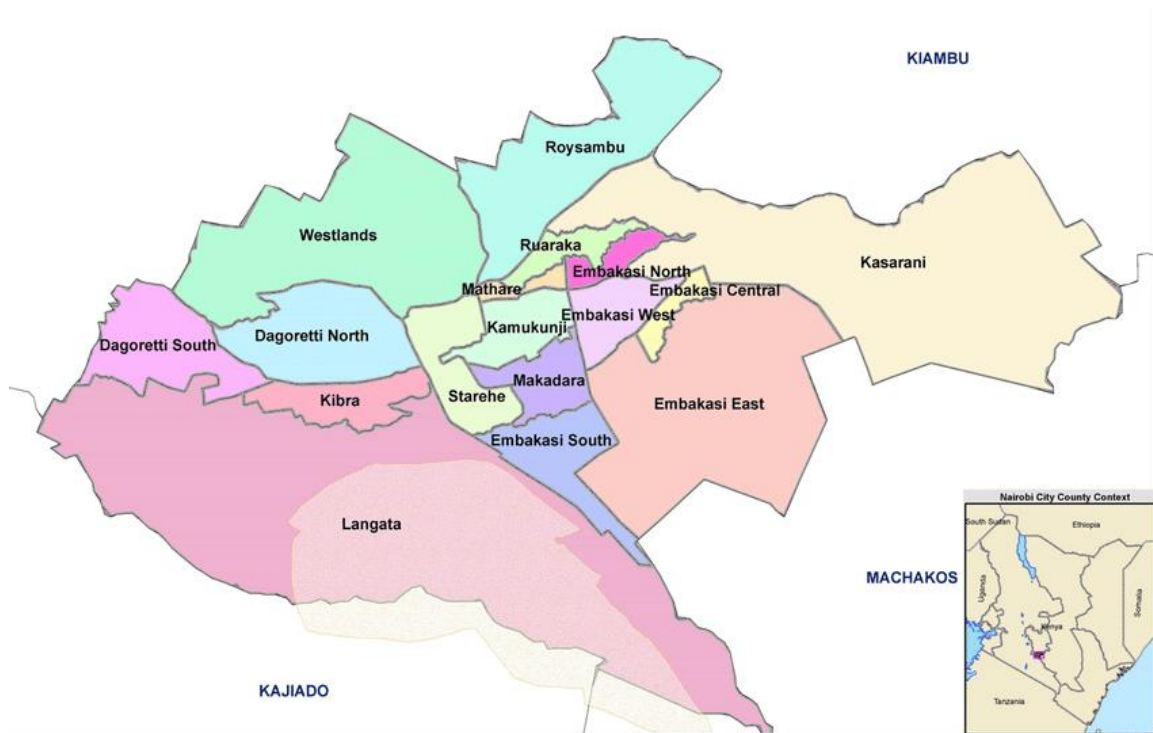 KIAMBU
Roysambu
Westlands
Ruaraka
Kasarani
Embakasi North
Mathare
Embakasi Central
Embakasi West
Kamukunji
Dagoretti North
Dagoretti South
Makadara
Starehe
Kibra
Embakasi East
Embakasi South
Langata
MACHAKOS
KAJIADO
Nairobi City County Context
South Sudan
Ethiopia
Uganda
Somalia
Kenya
Tanzania